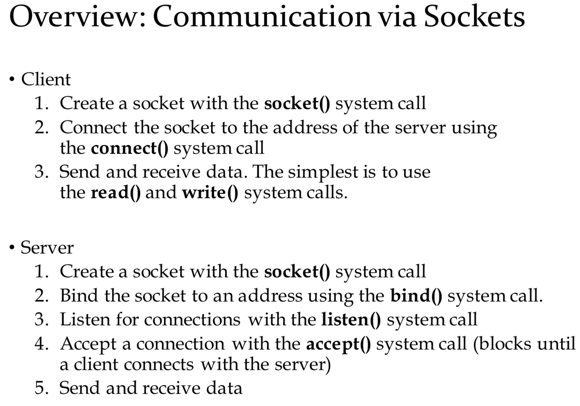 Overview: Communication via Sockets
• Client
1. Create a socket with the socket() system call
2. Connect the socket to the address of the server using
the connect() system call
3. Send and receive data. The simplest is to use
the read() and write() system calls.
• Server
1. Create a socket with the socket() system call
2. Bind the socket to an address using the bind() system call.
3. Listen for connections with the listen() system call
4. Accept a connection with the accept() system call (blocks until
a client connects with the server)
5. Send and receive data